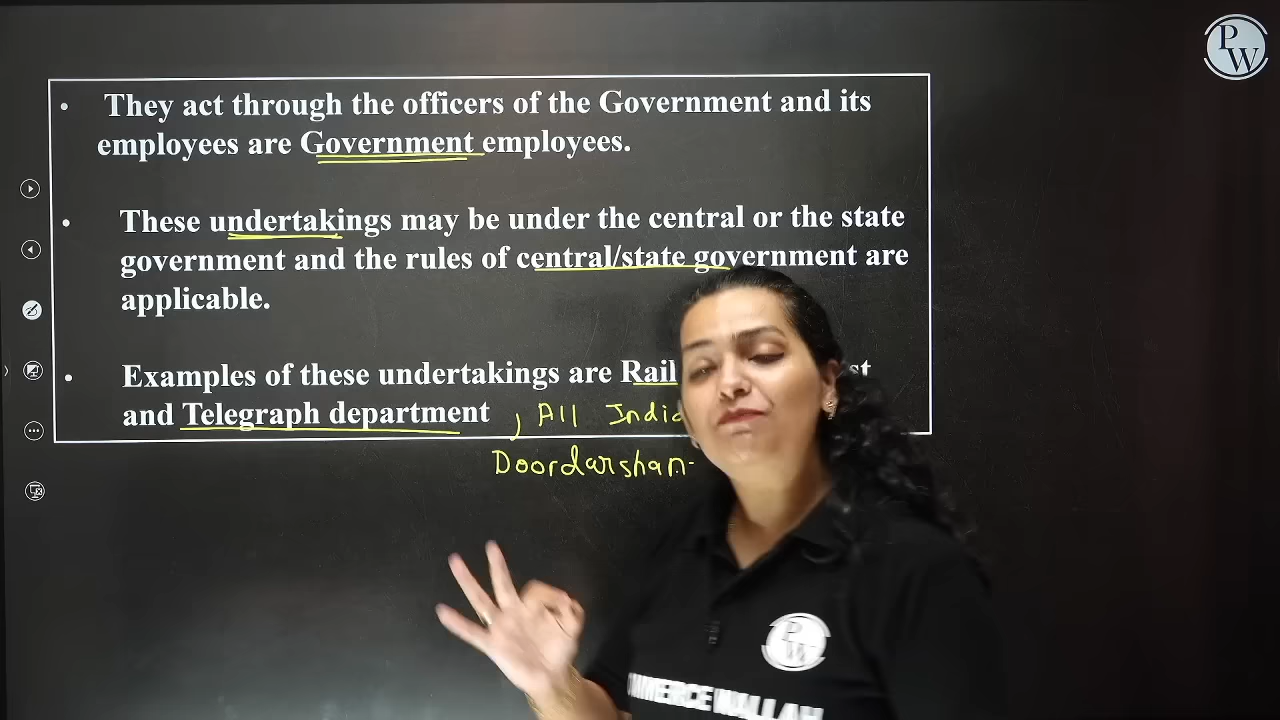 P
W
They act through the officers of the Government and its
employees are Government employees.
These undertakings may be under the central or the state
government and the rules of central/state government are
applicable.
Examples of these undertakings are Rail
and Telegraph department , All India
Doordarshan-
P
W
WALLAH